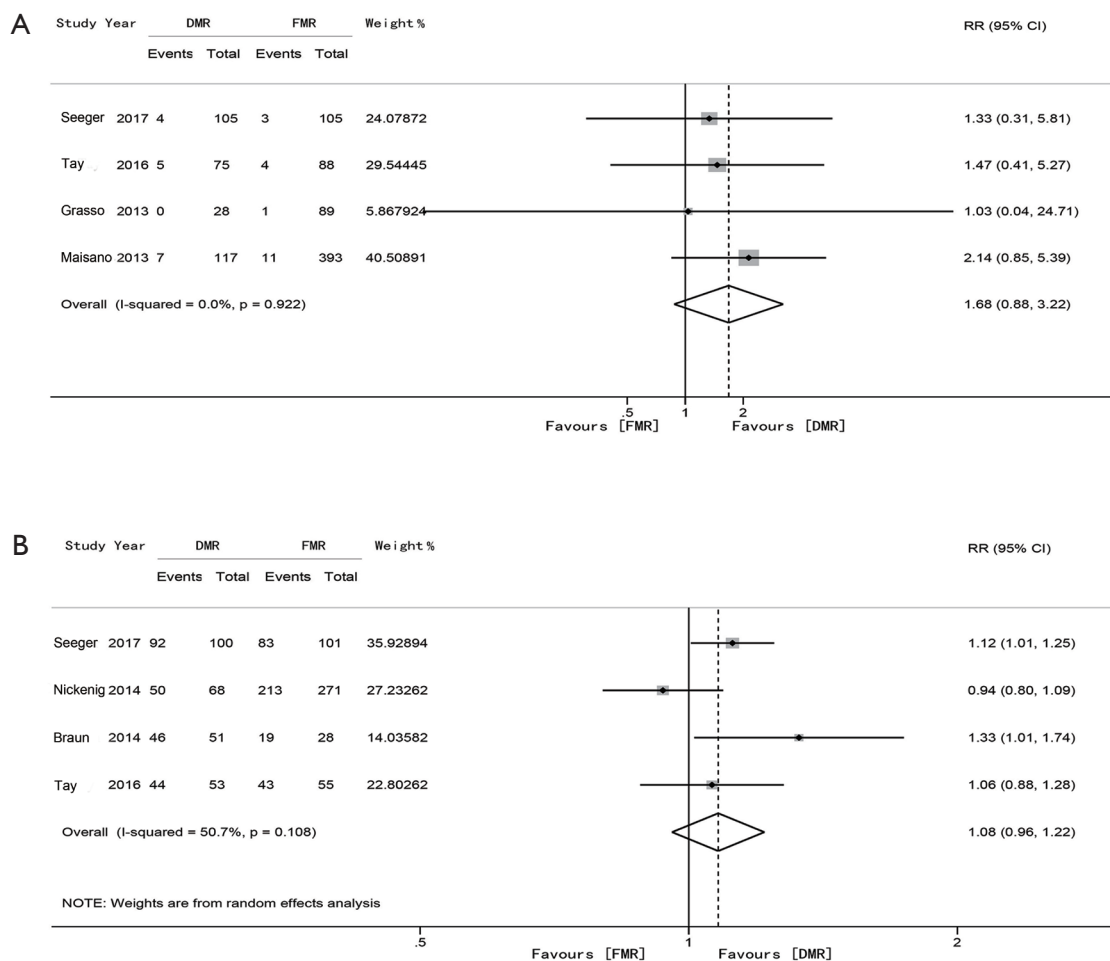 A
Study Year DMR FMR Weight% RR (95% CI)
Events Total Events Total
Seeger 2017 4 105 3 105 24.07872 1.33 (0.31, 5.81)
Tay 2016 5 75 4 88 29.54445 1.47 (0.41, 5.27)
Grasso 2013 0 28 1 89 5.867924 1.03 (0.04, 24.71)
Maisano 2013 7 117 11 393 40.50891 2.14 (0.85, 5.39)
Overall (I-squared = 0.0%, p = 0.922) 1.68 (0.88, 3.22)
.5 1 2
Favours [FMR] Favours [DMR]
B
Study Year DMR FMR Weight% RR (95% CI)
Events Total Events Total
Seeger 2017 92 100 83 101 35.92894 1.12 (1.01, 1.25)
Nickenig 2014 50 68 213 271 27.23262 0.94 (0.80, 1.09)
Braun 2014 46 51 19 28 14.03582 1.33 (1.01, 1.74)
Tay 2016 44 53 43 55 22.80262 1.06 (0.88, 1.28)
Overall (I-squared = 50.7%, p = 0.108) 1.08 (0.96, 1.22)
NOTE: Weights are from random effects analysis
.5 1 2
Favours [FMR] Favours [DMR]